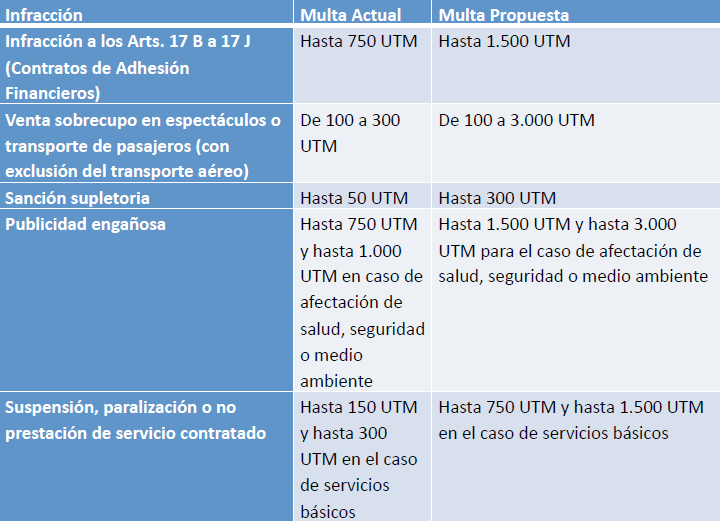 Infracción
Multa Actual
Multa Propuesta
Infracción a los Arts. 17 B a 17 J
(Contratos de Adhesión
Financieros)
Hasta 750 UTM
Hasta 1.500 UTM
Venta sobrecupo en espectáculos o
transporte de pasajeros (con
exclusión del transporte aéreo)
De 100 a 300
UTM
De 100 a 3.000 UTM
Sanción supletoria
Hasta 50 UTM
Hasta 300 UTM
Publicidad engañosa
Hasta 750 UTM
y hasta 1.000
UTM en caso de
afectación de
salud, seguridad
o medio
ambiente
Hasta 1.500 UTM y hasta 3.000
UTM para el caso de afectación de
salud, seguridad o medio ambiente
Suspensión, paralización o no
prestación de servicio contratado
Hasta 150 UTM
y hasta 300
UTM en el caso
de servicios
básicos
Hasta 750 UTM y hasta 1.500 UTM
en el caso de servicios básicos